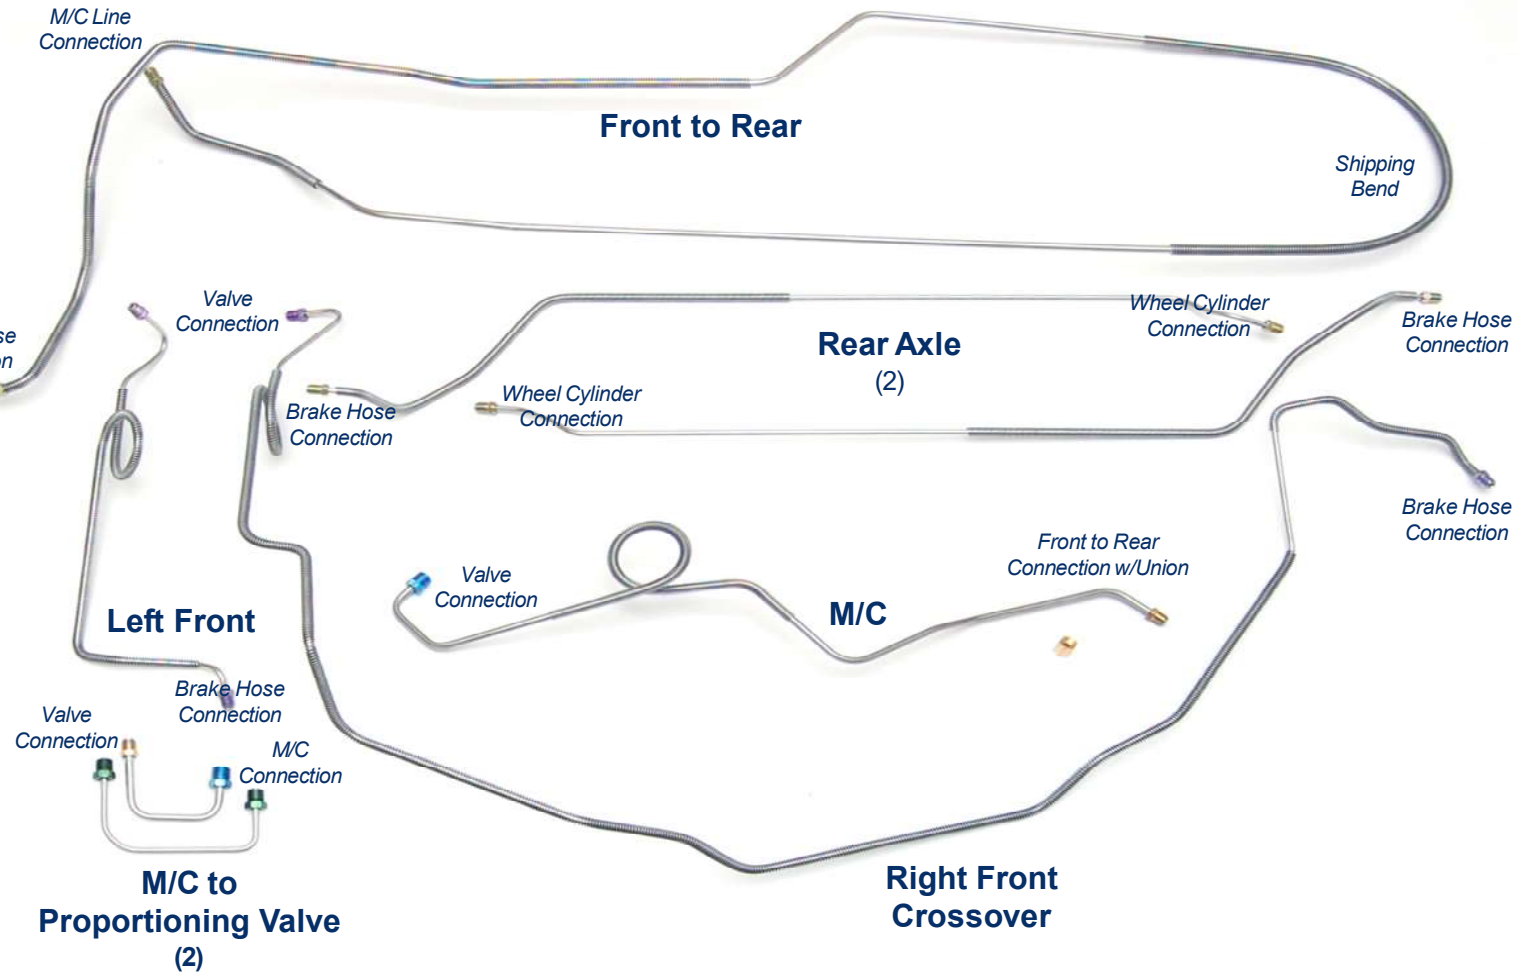 M/C Line
Connection
Front to Rear
Shipping
Bend
Valve
Connection
Wheel Cylinder
Connection
Brake Hose
Connection
Rear Axle
(2)
Wheel Cylinder
Connection
Brake Hose
Connection
Brake Hose
Connection
Front to Rear
Connection w/Union
Valve
Connection
M/C
Left Front
Brake Hose
Connection
Valve
Connection
M/C
Connection
M/C to
Proportioning Valve
(2)
Right Front
Crossover